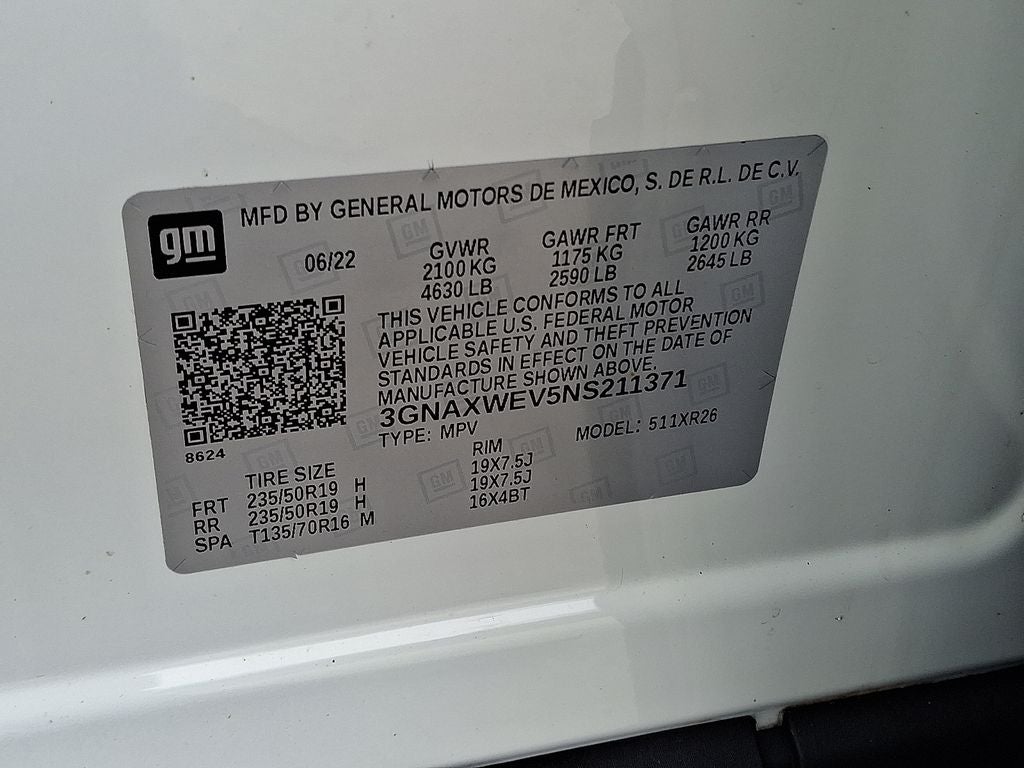 gm
MFD BY GENERAL MOTORS DE MEXICO, S. DE R.L. DE C.V.
06/22 GVWR GAWR FRT GAWR RR
2100 KG 1175 KG 1200 KG
4630 LB 2590 LB 2645 LB
THIS VEHICLE CONFORMS TO ALL
APPLICABLE U.S. FEDERAL MOTOR
VEHICLE SAFETY AND THEFT PREVENTION
STANDARDS IN EFFECT ON THE DATE OF
MANUFACTURE SHOWN ABOVE.
3GNAXWEV5NS211371
8624 TYPE: MPV MODEL: 511XR26
TIRE SIZE RIM
FRT 235/50R19 H 19X7.5J
RR 235/50R19 H 19X7.5J
SPA T135/70R16 M 16X4BT